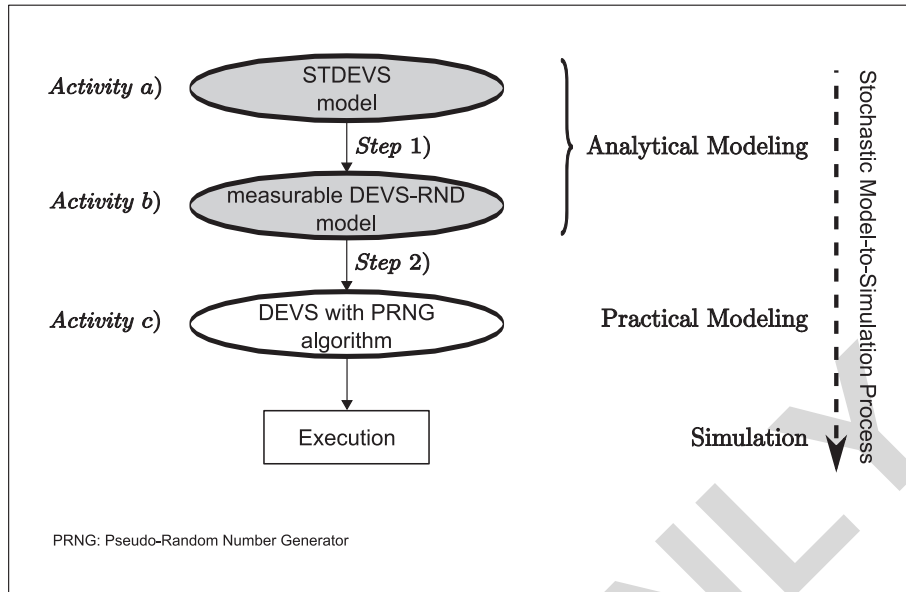 Activity a)
STDEVS
model
Step 1)
Analytical Modeling
Activity b)
measurable DEVS-RND
model
Step 2)
Activity c)
DEVS with PRNG
algorithm
Practical Modeling
Execution
Simulation
Stochastic Model-to-Simulation Process
PRNG: Pseudo-Random Number Generator
NLY